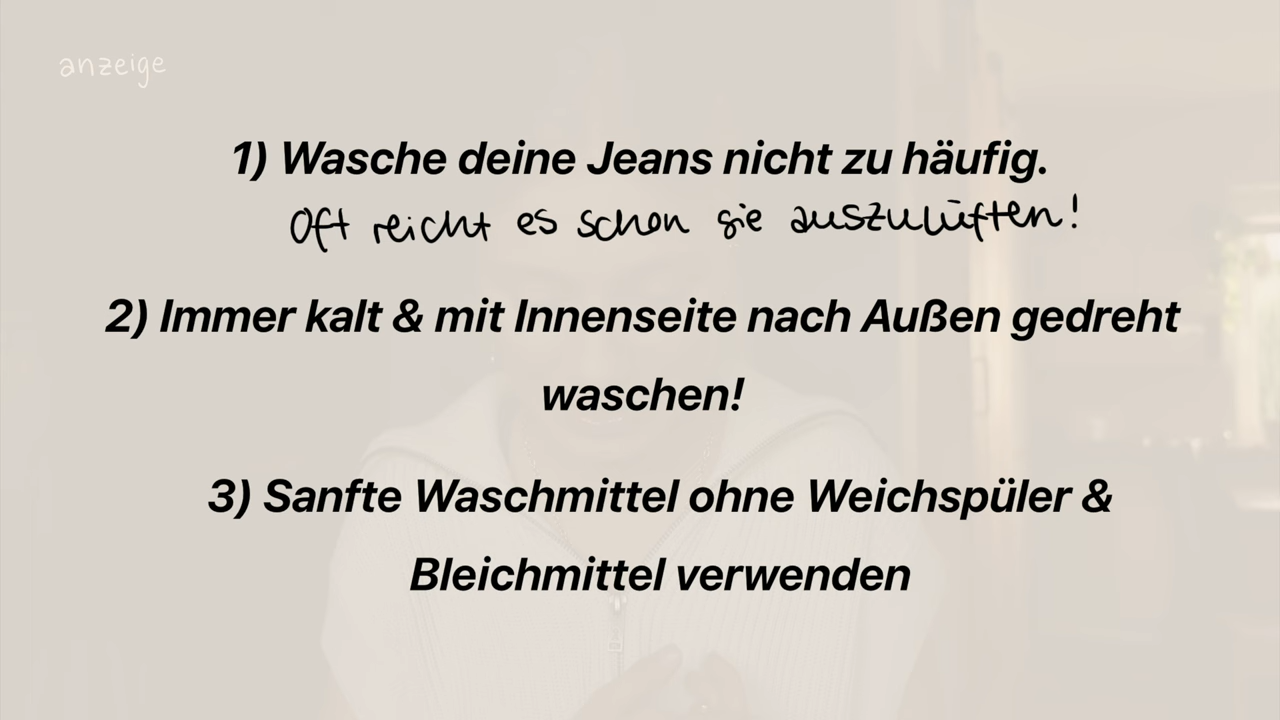 anzeige
1) Wasche deine Jeans nicht zu häufig.
Oft reicht es schon sie auszulüften!
2) Immer kalt & mit Innenseite nach Außen gedreht
waschen!
3) Sanfte Waschmittel ohne Weichspüler &
Bleichmittel verwenden